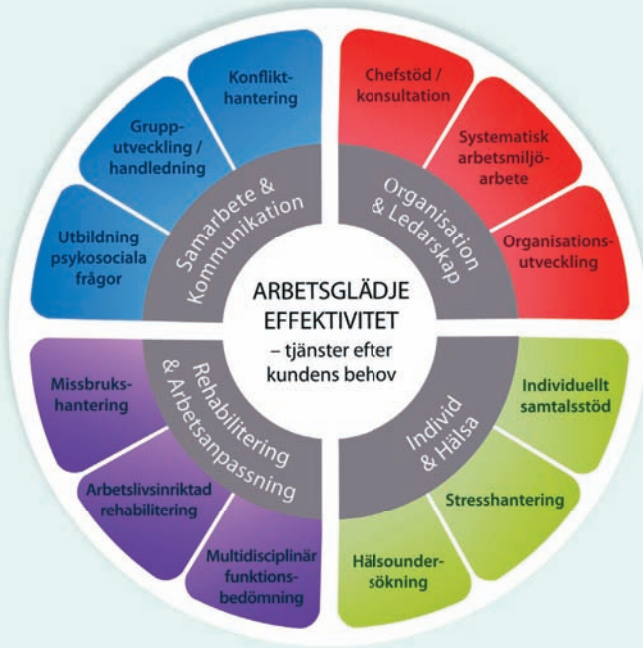 Konflikt-
hantering
Grupp-
utveckling /
handledning
Utbildning
psykosociala
frågor
Samarbete &
Kommunikation
Chefstöd /
konsultation
Systematisk
arbetsmiljö-
arbete
Organisations-
utveckling
Organisation
& Ledarskap
ARBETSGLÄDJE
EFFEKTIVITET
– tjänster efter
kundens behov
Missbruks-
hantering
Arbetslivsinriktad
rehabilitering
Multidisciplinär
funktions-
bedömning
Rehabilitering
& Arbetsanpassning
Individuellt
samtalsstöd
Stresshantering
Hälsounder-
sökning
Individ
& Hälsa